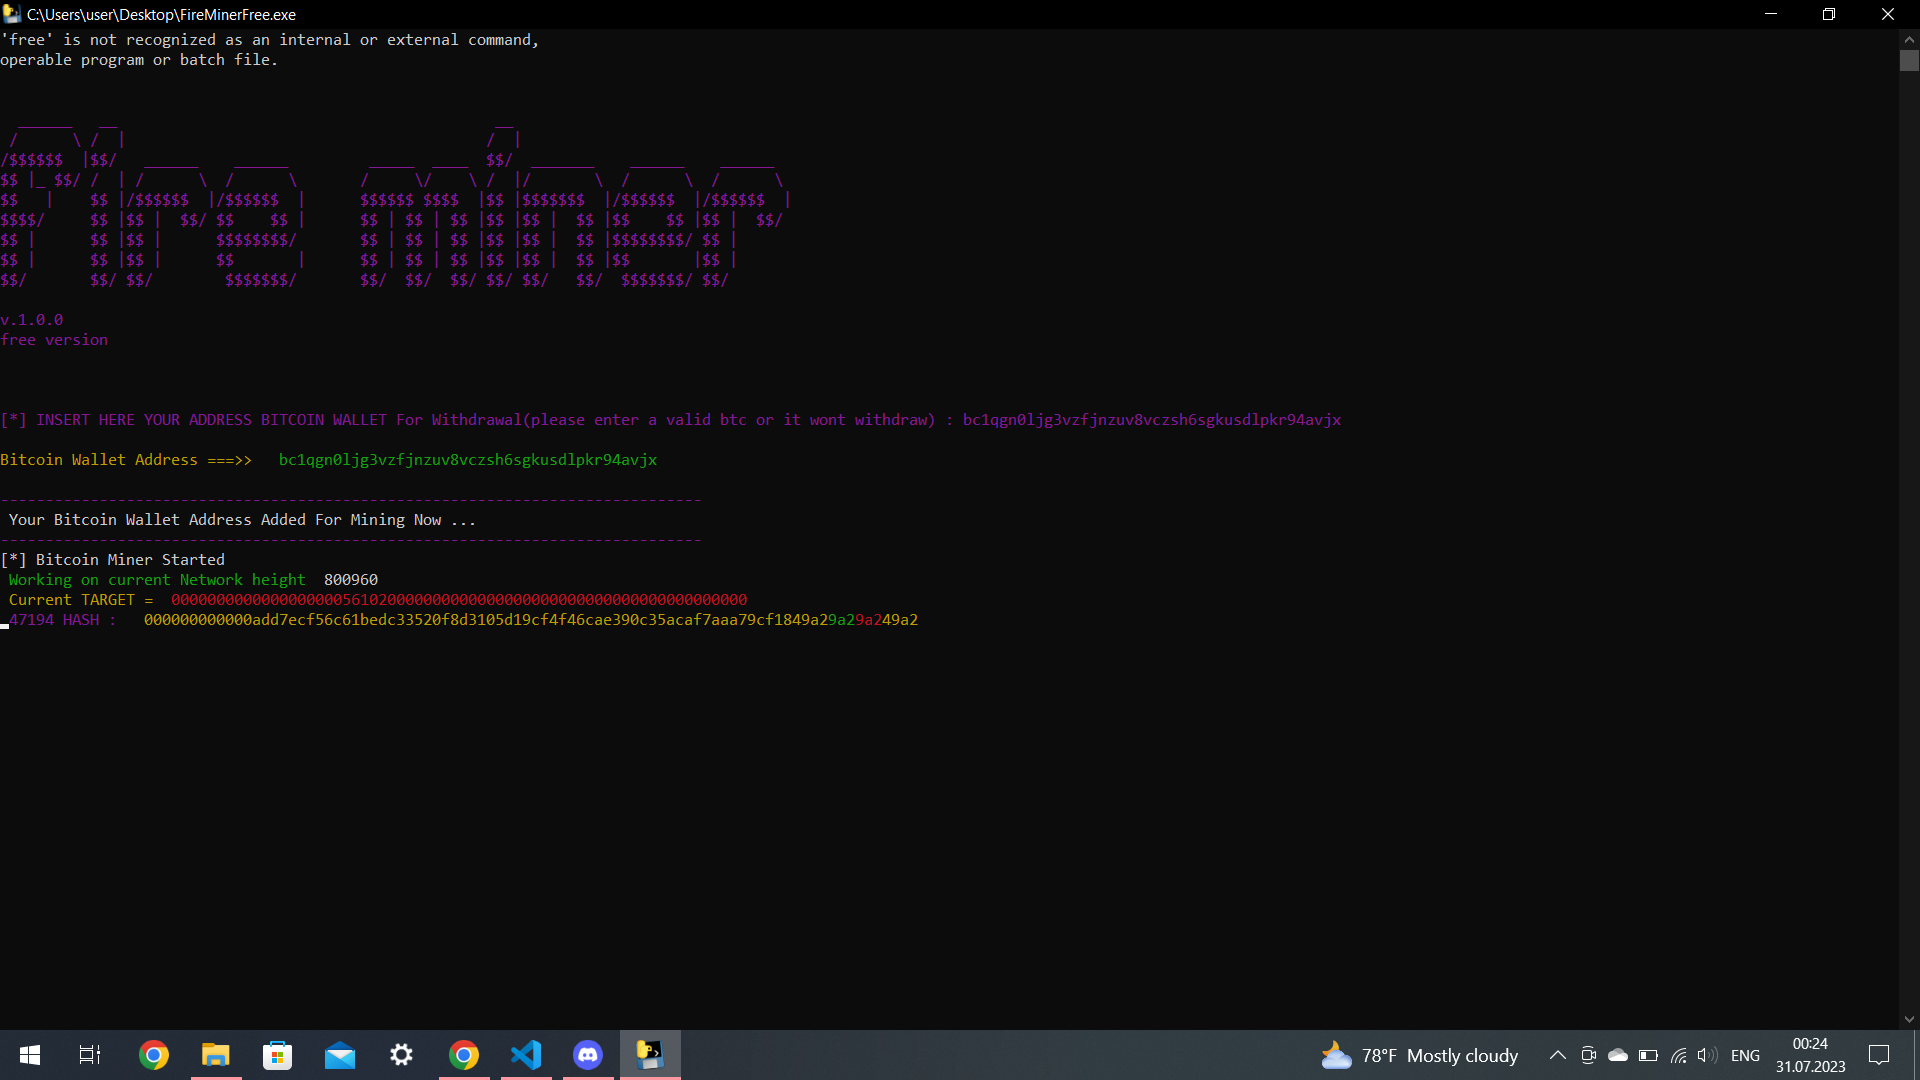 C:\Users\user\Desktop\FireMinerFree.exe
'free' is not recognized as an internal or external command,
operable program or batch file.
Fire miner
v.1.0.0
free version
[*] INSERT HERE YOUR ADDRESS BITCOIN WALLET For Withdrawal(please enter a valid btc or it wont withdraw) : bc1qgn0ljg3vzfjnzuv8vczsh6sgkusdlpkr94avjx
Bitcoin Wallet Address ===>> bc1qgn0ljg3vzfjnzuv8vczsh6sgkusdlpkr94avjx
------------------------------------------------------------------------------
Your Bitcoin Wallet Address Added For Mining Now ...
------------------------------------------------------------------------------
[*] Bitcoin Miner Started
Working on current Network height 800960
Current TARGET = 0000000000000000000561020000000000000000000000000000000000000000
47194 HASH : 000000000000add7ecf56c61bedc33520f8d3105d19cf4f46cae390c35acaf7aaa79cf1849a29a29a249a2
78°F Mostly cloudy
ENG
00:24
31.07.2023